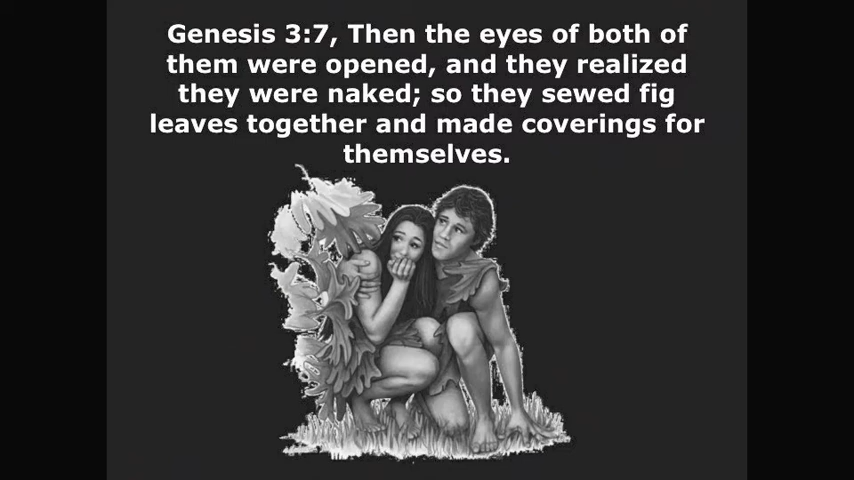 Genesis 3:7, Then the eyes of both of
them were opened, and they realized
they were naked; so they sewed fig
leaves together and made coverings for
themselves.